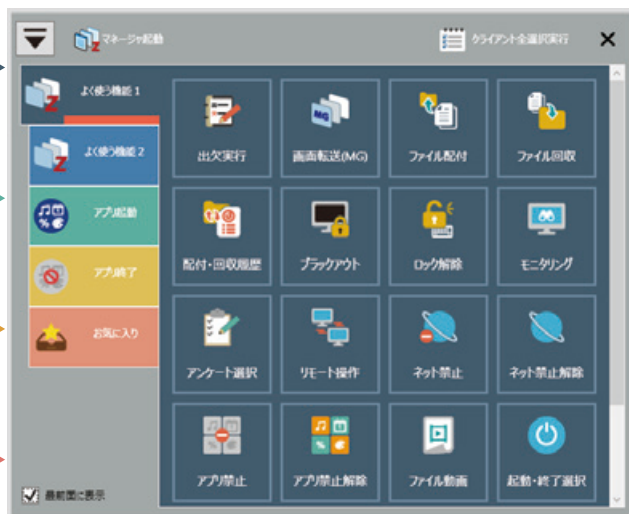 マネージャ起動
クライアント全選択実行
よく使う機能 1
よく使う機能 2
アプリ起動
アプリ終了
お気に入り
出欠実行
画面転送(MG)
ファイル配付
ファイル回収
配付・回収履歴
ブラックアウト
ロック解除
モニタリング
アンケート選択
リモート操作
ネット禁止
ネット禁止解除
アプリ禁止
アプリ禁止解除
ファイル動画
起動・終了選択
最前面に表示